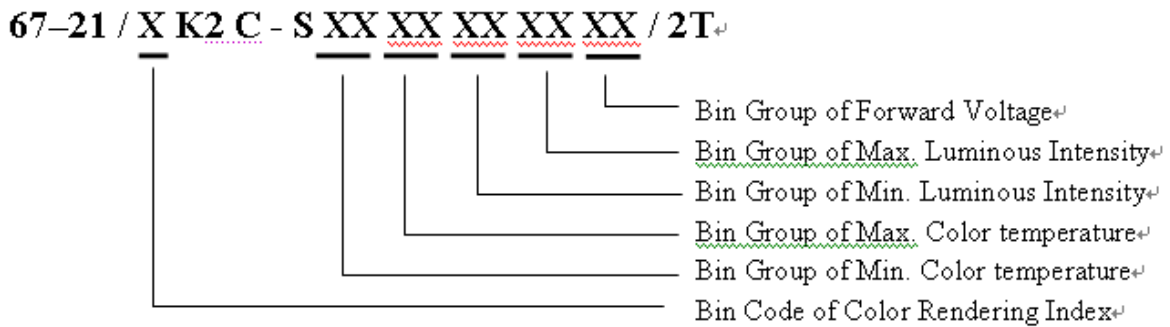 67–21 / X K2 C - S XX XX XX XX XX / 2T
Bin Group of Forward Voltage
Bin Group of Max. Luminous Intensity
Bin Group of Min. Luminous Intensity
Bin Group of Max. Color temperature
Bin Group of Min. Color temperature
Bin Code of Color Rendering Index